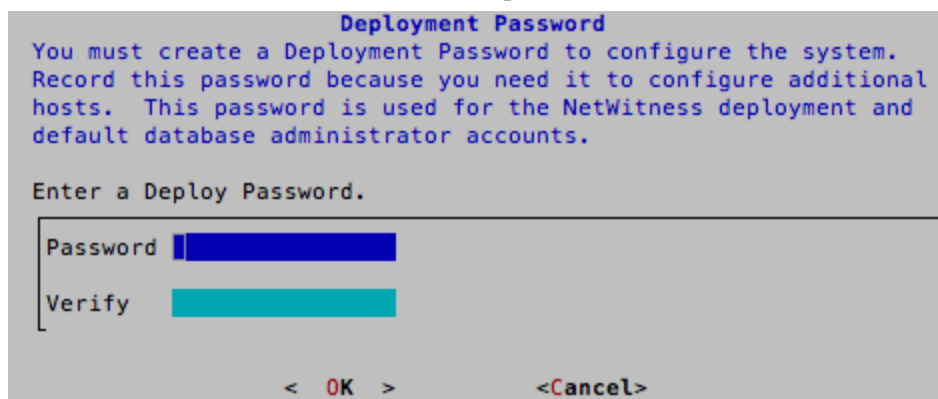 Deployment Password
You must create a Deployment Password to configure the system.
Record this password because you need it to configure additional
hosts.  This password is used for the NetWitness deployment and
default database administrator accounts.
Enter a Deploy Password.
Password
Verify
<  OK  >
<Cancel>